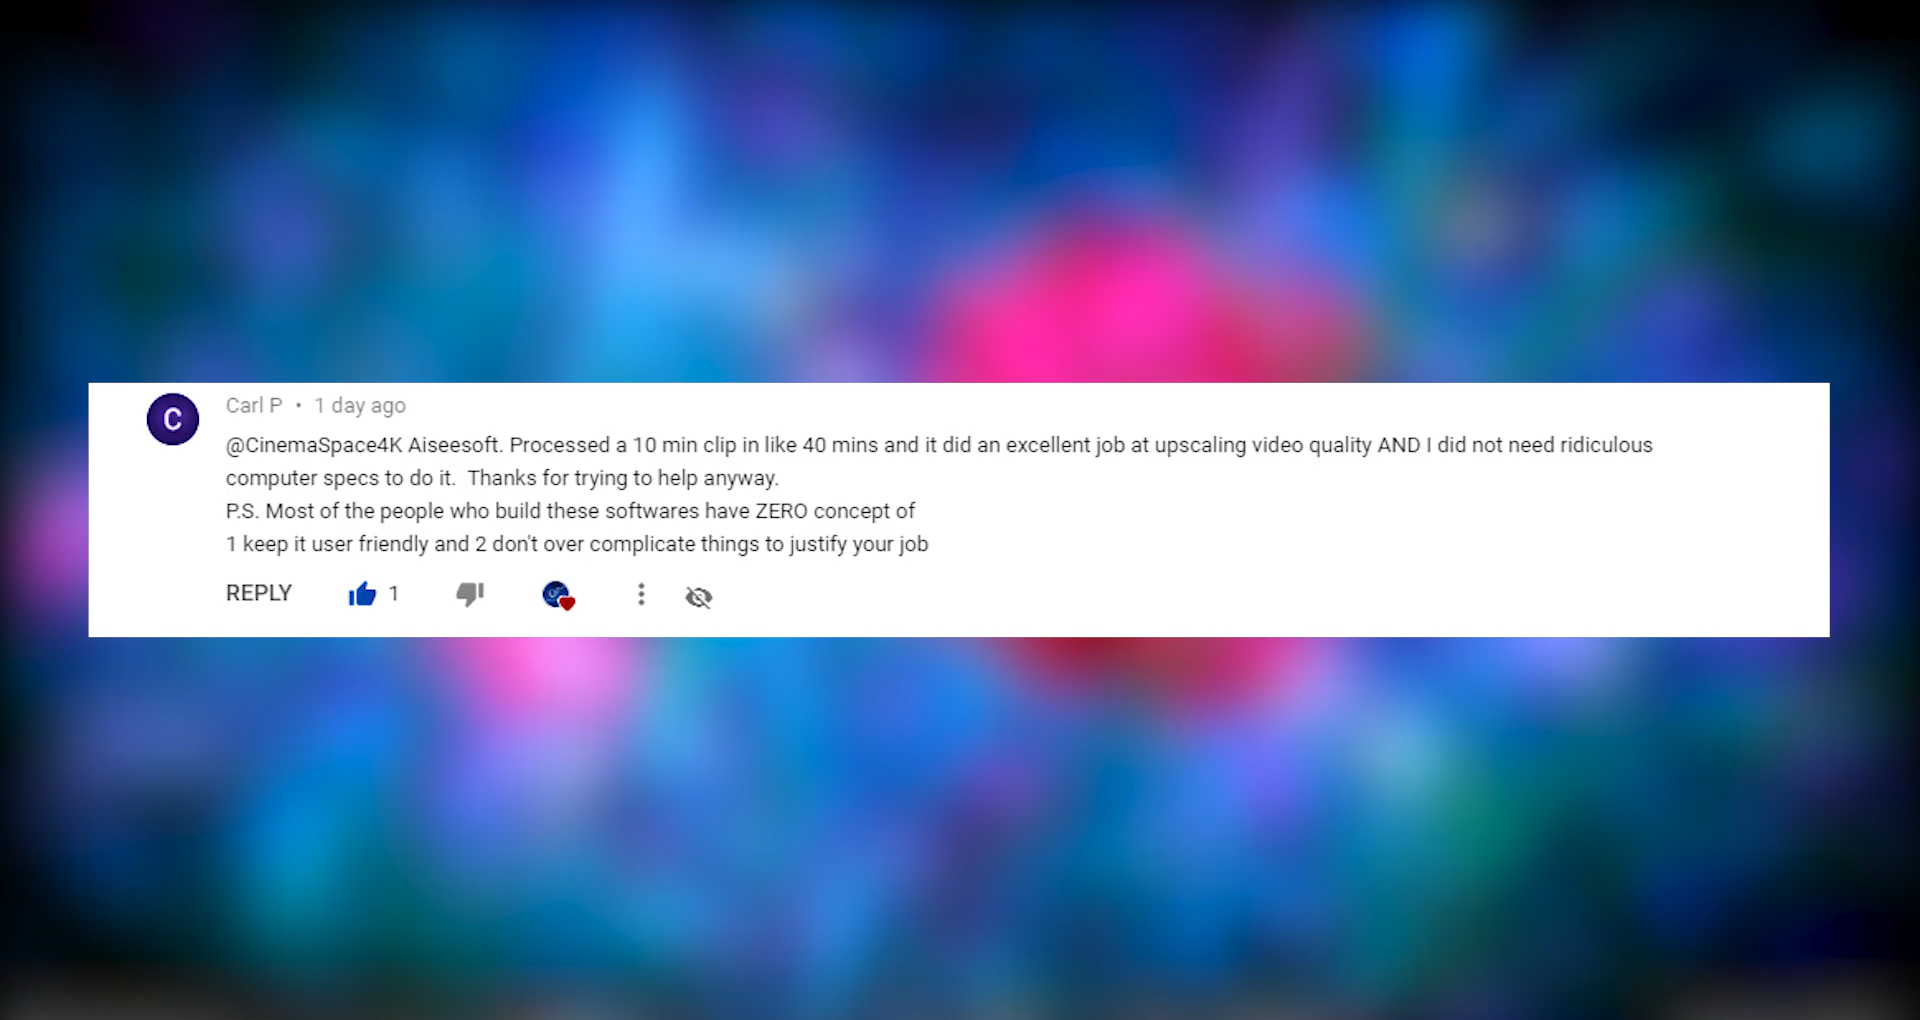 C
Carl P • 1 day ago
@CinemaSpace4K Aiseesoft. Processed a 10 min clip in like 40 mins and it did an excellent job at upscaling video quality AND I did not need ridiculous
computer specs to do it.  Thanks for trying to help anyway.
P.S. Most of the people who build these softwares have ZERO concept of
1 keep it user friendly and 2 don't over complicate things to justify your job
REPLY 1